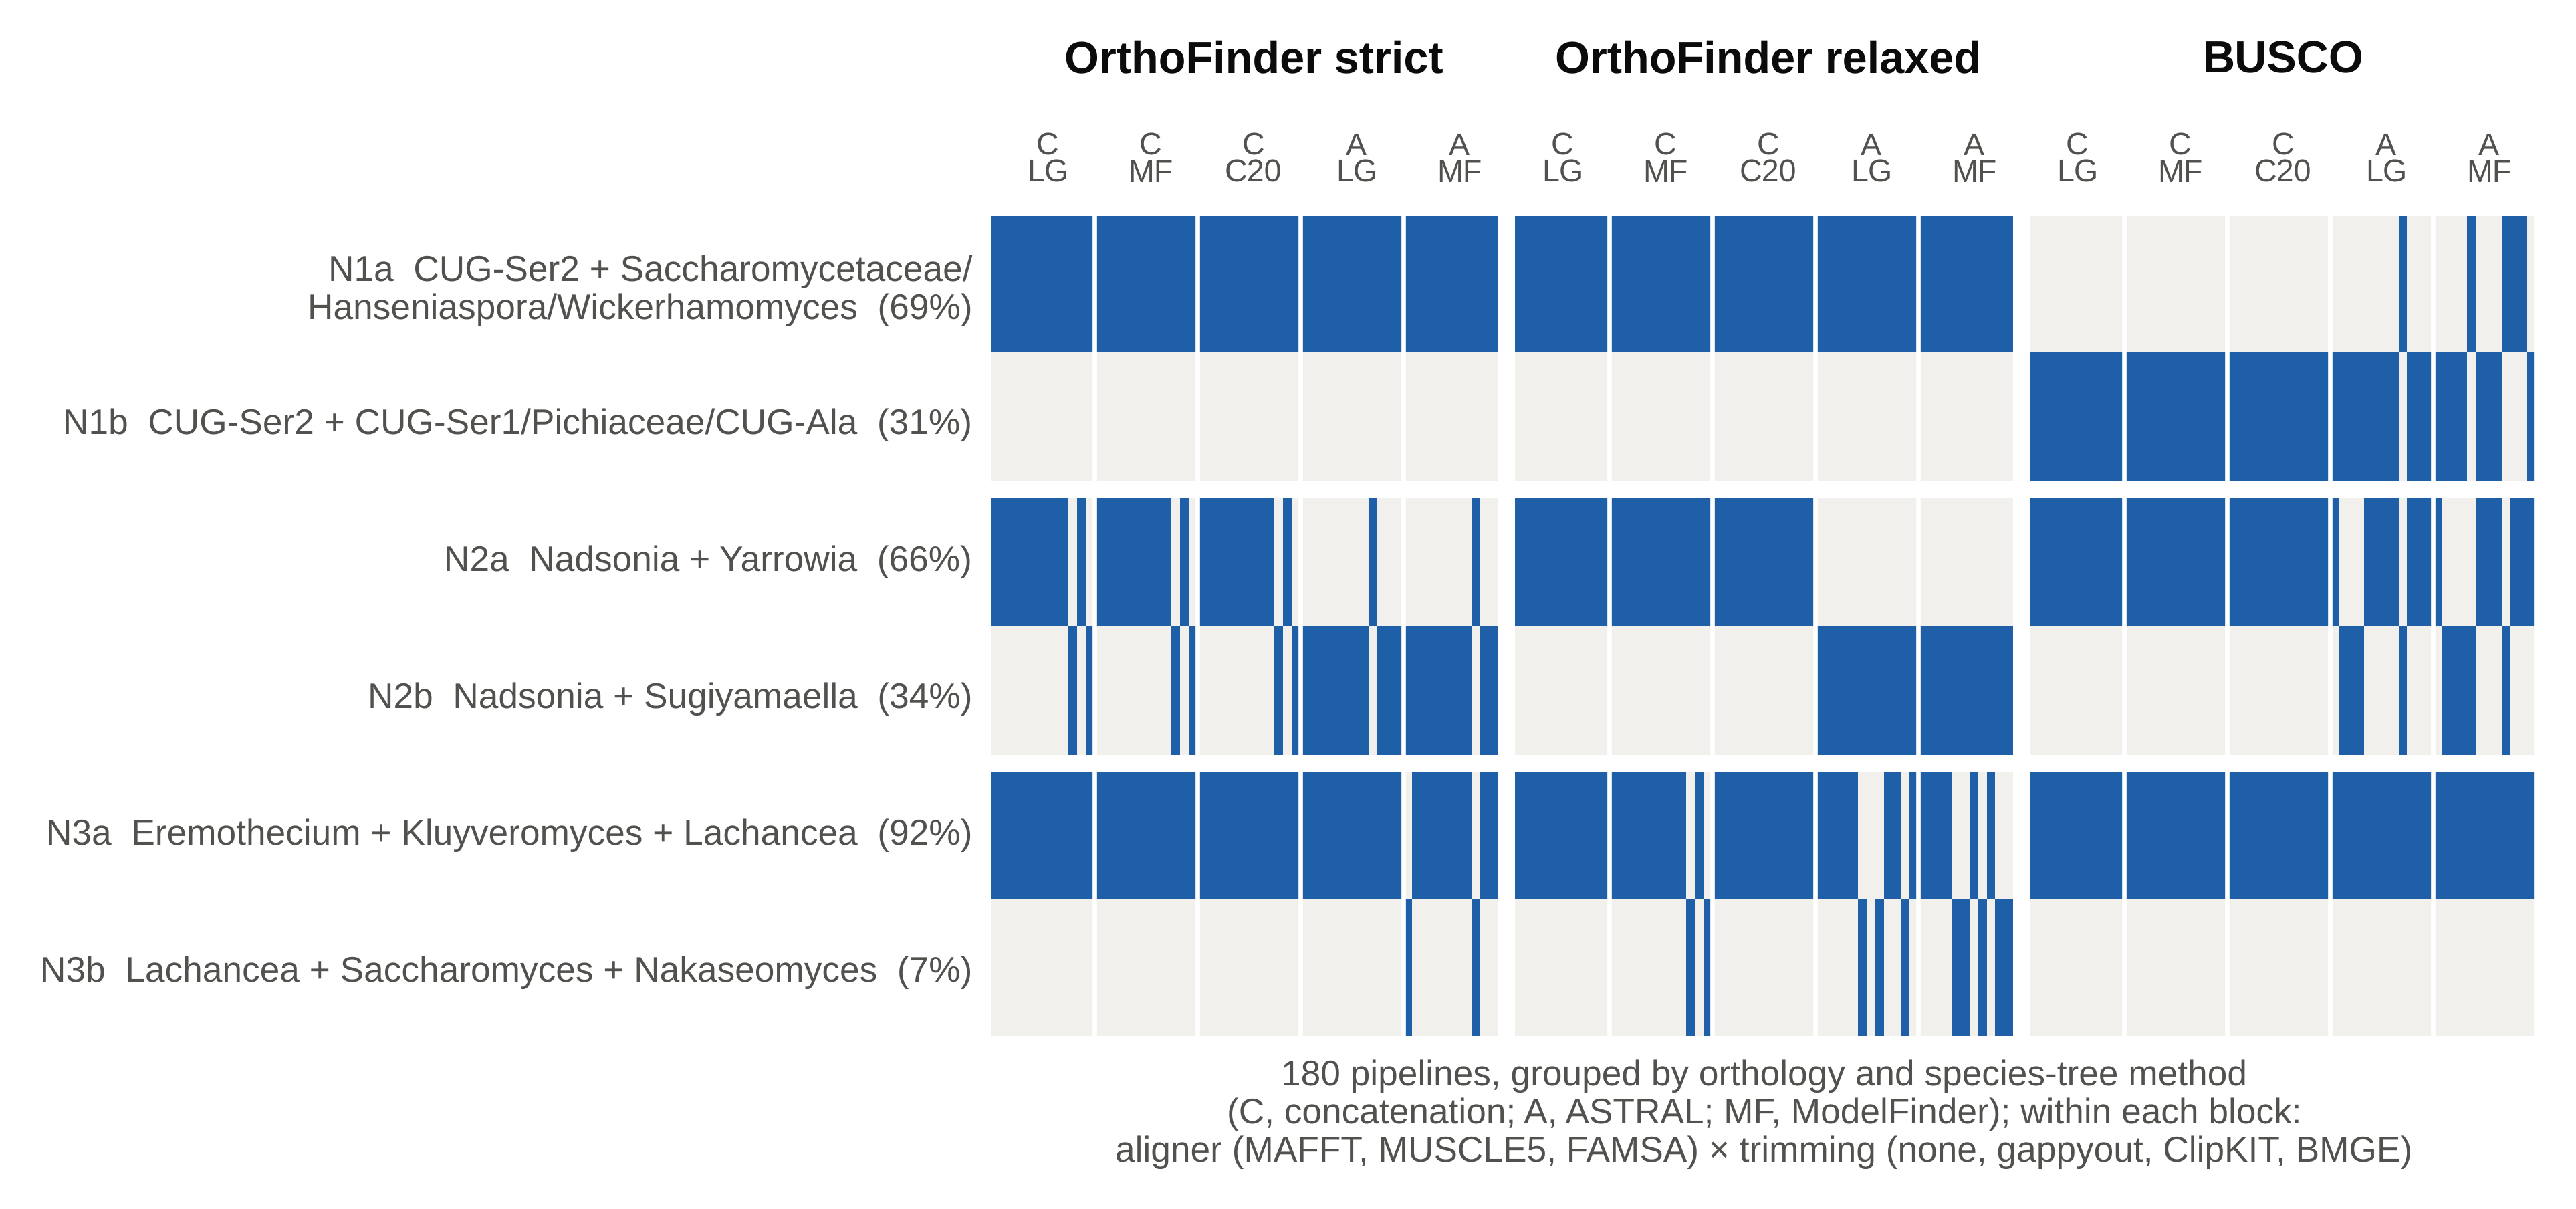 OrthoFinder strict OrthoFinder relaxed BUSCO
C C C A A C C C A A C C C A A
LG MF C20 LG MF LG MF C20 LG MF LG MF C20 LG MF
N1a CUG-Ser2 + Saccharomycetaceae/
Hanseniaspora/Wickerhamomyces (69%)
N1b CUG-Ser2 + CUG-Ser1/Pichiaceae/CUG-Ala (31%)
N2a Nadsonia + Yarrowia (66%)
N2b Nadsonia + Sugiyamaella (34%)
N3a Eremothecium + Kluyveromyces + Lachancea (92%)
N3b Lachancea + Saccharomyces + Nakaseomyces (7%)
180 pipelines, grouped by orthology and species-tree method
(C, concatenation; A, ASTRAL; MF, ModelFinder); within each block:
aligner (MAFFT, MUSCLE5, FAMSA) × trimming (none, gappyout, ClipKIT, BMGE)